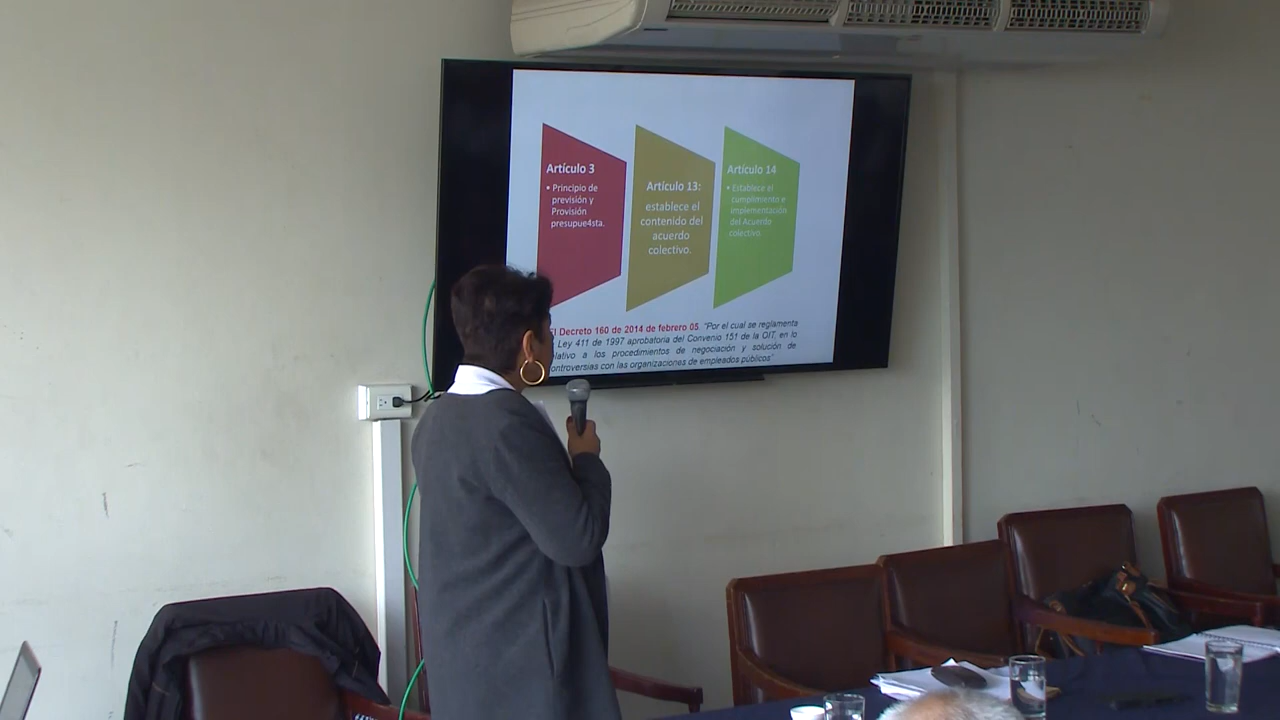 Artículo 3
• Principio de
previsión y
Provisión
presupue4sta.
Artículo 13:
establece el
contenido del
acuerdo
colectivo.
Artículo 14
• Establece el
cumplimiento e
implementación
del Acuerdo
colectivo.
El Decreto 160 de 2014 de febrero 05. “Por el cual se reglamenta
Ley 411 de 1997 aprobatoria del Convenio 151 de la OIT, en lo
elativo a los procedimientos de negociación y solución de
ontroversias con las organizaciones de empleados públicos”